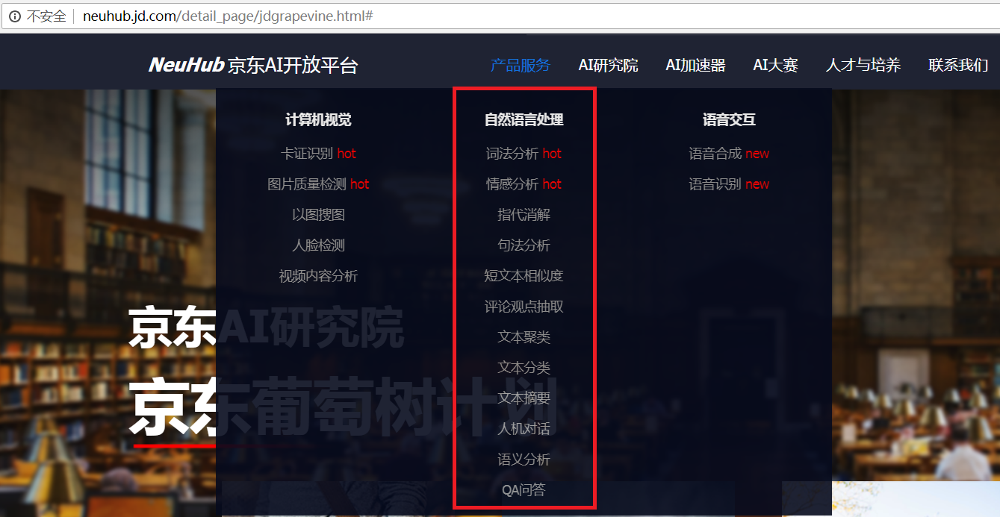 不安全 neuhub.jd.com/detail_page/jdgrapevine.html#
NeuHub 京东AI开放平台
产品服务 AI研究院 AI加速器 AI大赛 人才与培养 联系我们
计算机视觉
卡证识别 hot
图片质量检测 hot
以图搜图
人脸检测
视频内容分析
自然语言处理
词法分析 hot
情感分析 hot
指代消解
句法分析
短文本相似度
评论观点抽取
文本聚类
文本分类
文本摘要
人机对话
语义分析
QA问答
语音交互
语音合成 new
语音识别 new
京东AI研究院
京东葡萄树计划